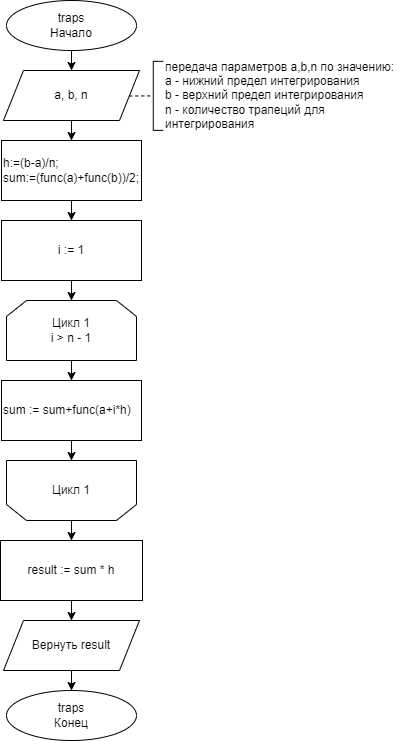 traps
Начало
a, b, n
передача параметров a,b,n по значению:
a - нижний предел интегрирования
b - верхний предел интегрирования
n - количество трапеций для
интегрирования
h:=(b-a)/n;
sum:=(func(a)+func(b))/2;
i := 1
Цикл 1
i > n - 1
sum := sum+func(a+i*h)
Цикл 1
result := sum * h
Вернуть result
traps
Конец